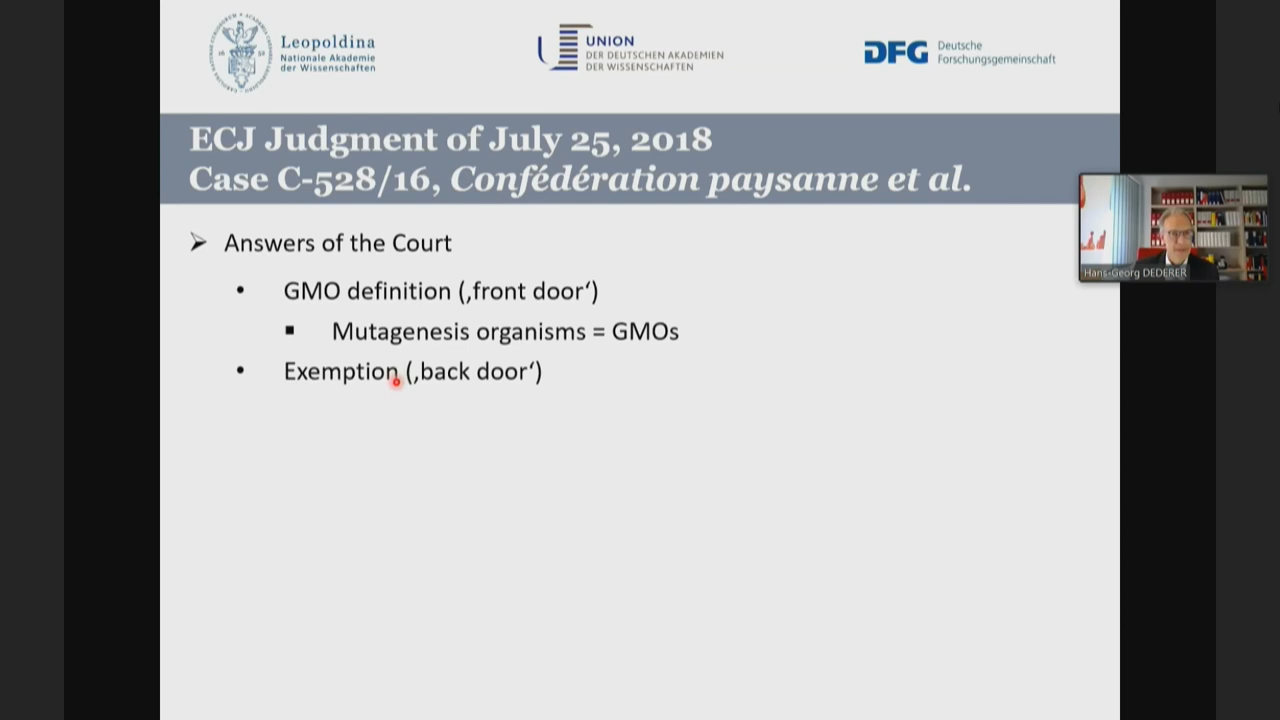 Leopoldina
Nationale Akademie
der Wissenschaften
UNION
DER DEUTSCHEN AKADEMIEN
DER WISSENSCHAFTEN
DFG Deutsche
Forschungsgemeinschaft
ECJ Judgment of July 25, 2018
Case C-528/16, Confédération paysanne et al.
➢ Answers of the Court
• GMO definition (‚front door‘)
▪ Mutagenesis organisms = GMOs
• Exemption (‚back door‘)
Hans-Georg DEDERER